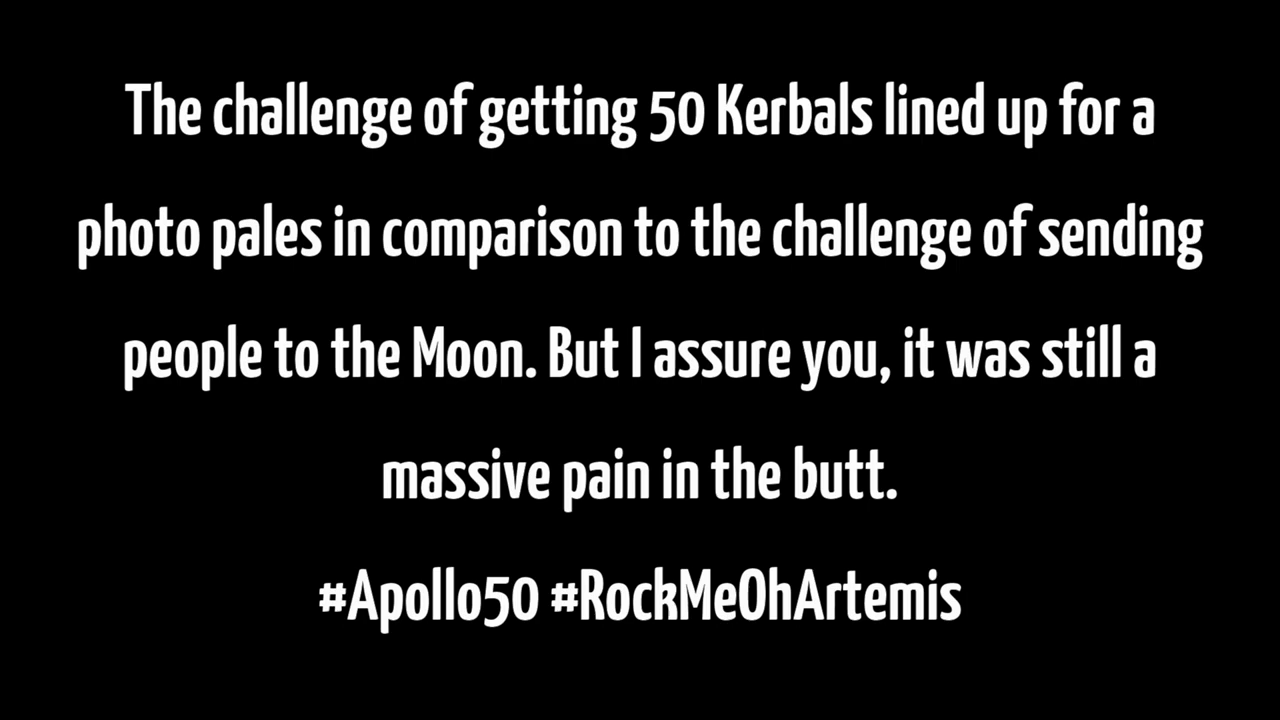 The challenge of getting 50 Kerbals lined up for a
photo pales in comparison to the challenge of sending
people to the Moon. But I assure you, it was still a
massive pain in the butt.
#Apollo50 #RockMeOhArtemis